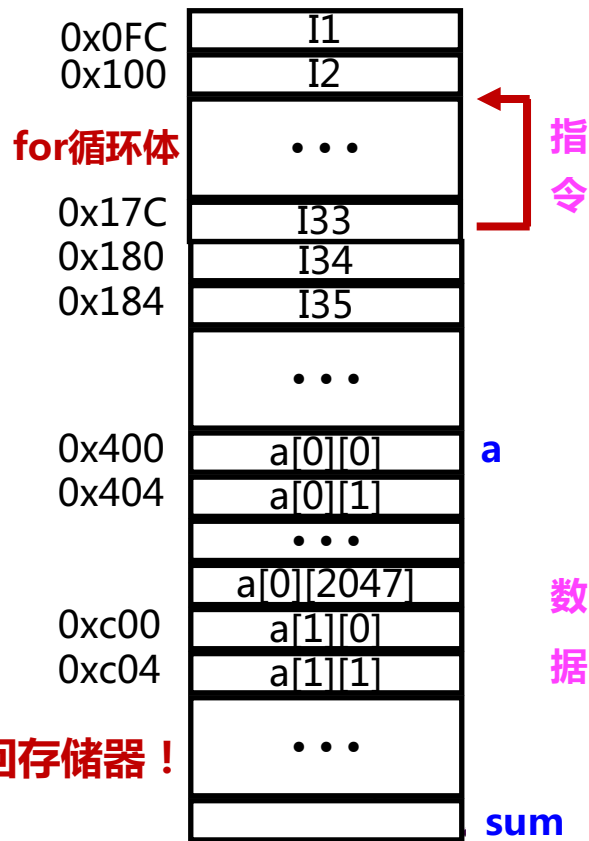 0x0FC I1
0x100 I2
for循环体 • • • 指
令
0x17C I33
0x180 I34
0x184 I35
• • •
0x400 a[0][0] a
0x404 a[0][1]
• • •
a[0][2047] 数
0xc00 a[1][0]
0xc04 a[1][1] 据
回存储器！ • • •
sum